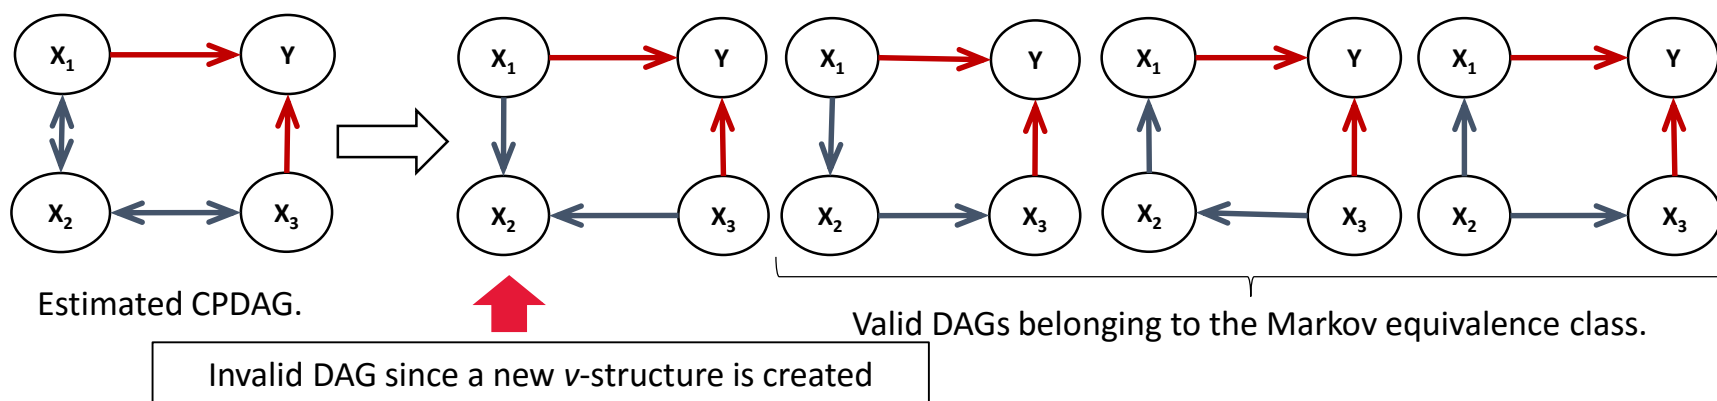 X1 Y X1 Y X1 Y X1 Y X1 Y
X2 X3 X2 X3 X2 X3 X2 X3 X2 X3
Estimated CPDAG.
Valid DAGs belonging to the Markov equivalence class.
Invalid DAG since a new v-structure is created